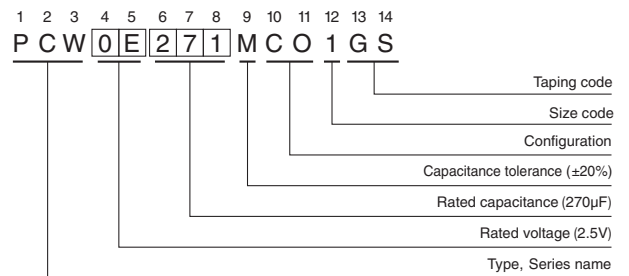 1 2 3 4 5 6 7 8 9 10 11 12 13 14
P C W 0 E 2 7 1 M C O 1 G S
Taping code
Size code
Configuration
Capacitance tolerance (±20%)
Rated capacitance (270µF)
Rated voltage (2.5V)
Type, Series name